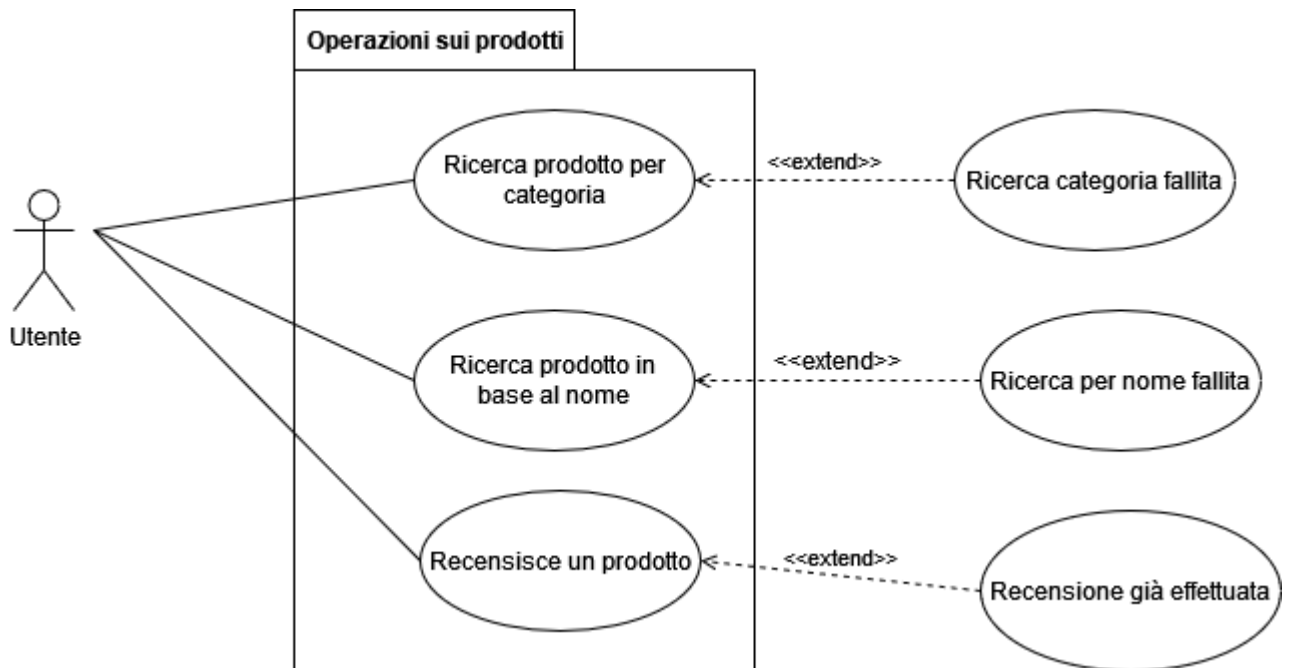 Operazioni sui prodotti
Ricerca prodotto per
categoria
<<extend>>
Ricerca categoria fallita
Utente
Ricerca prodotto in
base al nome
<<extend>>
Ricerca per nome fallita
Recensisce un prodotto
<<extend>>
Recensione già effettuata